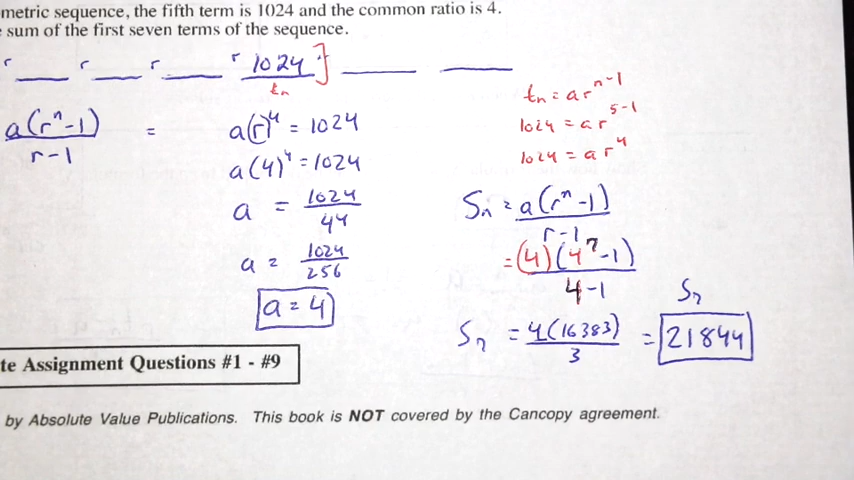 metric sequence, the fifth term is 1024 and the common ratio is 4.
sum of the first seven terms of the sequence.
r r r r 1024
tn
a(r^n-1)
r-1
=
a(r)^4 = 1024
a(4)^4 = 1024
a = 1024
4^4
a = 1024
256
a = 4
tn = ar^n-1
1024 = ar^5-1
1024 = ar^4
Sn = a(r^n-1)
r-1
= (4)(4^7-1)
4-1
S7
S7 = 4(16383) = 21844
3
te Assignment Questions #1 - #9
by Absolute Value Publications. This book is NOT covered by the Cancopy agreement.